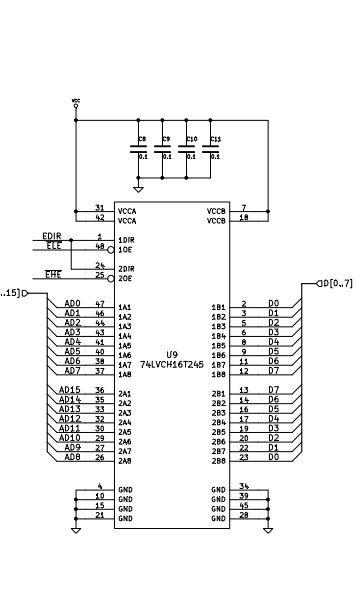 VCC
C8 C9 C10 C11
0.1 0.1 0.1 0.1
31 VCCA VCCB 7
42 VCCA VCCB 18
EDIR 1 1DIR
ELE 48 1OE
24 2DIR
EHE 25 2OE
..15] D[0..7]
AD0 47 1A1 1B1 2 D0
AD1 46 1A2 1B2 3 D1
AD2 44 1A3 1B3 5 D2
AD3 43 1A4 1B4 6 D3
AD4 41 1A5 1B5 8 D4
AD5 40 1A6 1B6 9 D5
AD6 38 1A7 1B7 11 D6
AD7 37 1A8 1B8 12 D7
U9
74LVCH16T245
AD15 36 2A1 2B1 13 D7
AD14 35 2A2 2B2 14 D6
AD13 33 2A3 2B3 16 D5
AD12 32 2A4 2B4 17 D4
AD11 30 2A5 2B5 19 D3
AD10 29 2A6 2B6 20 D2
AD9 27 2A7 2B7 22 D1
AD8 26 2A8 2B8 23 D0
4 GND GND 34
10 GND GND 39
15 GND GND 45
21 GND GND 28